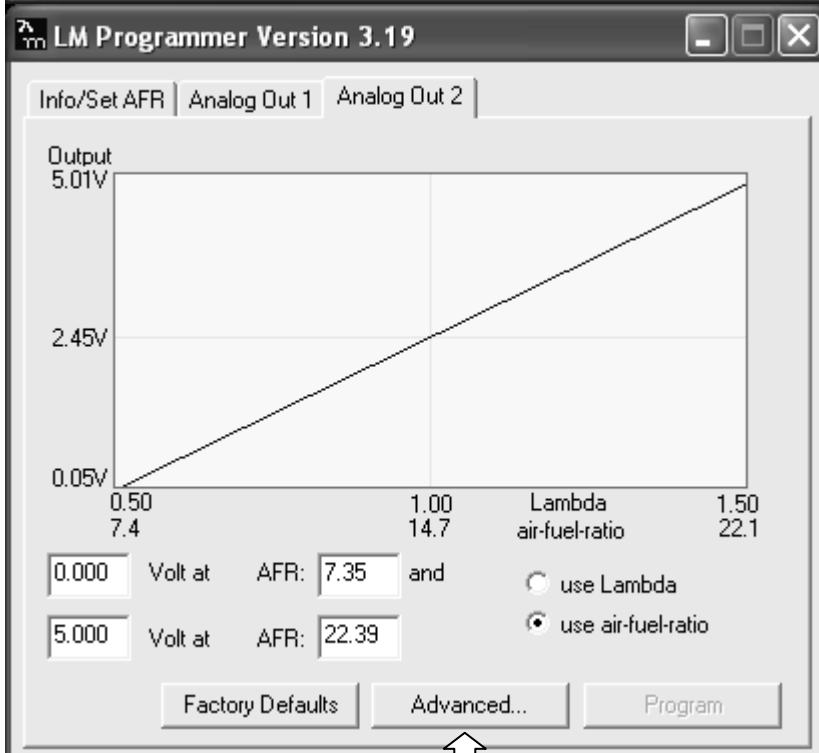 LM Programmer Version 3.19
Info/Set AFR Analog Out 1 Analog Out 2
Output
5.01V
2.45V
0.05V
0.50 1.00 Lambda 1.50
7.4 14.7 air-fuel-ratio 22.1
0.000 Volt at AFR: 7.35 and
use Lambda
5.000 Volt at AFR: 22.39
use air-fuel-ratio
Factory Defaults Advanced... Program